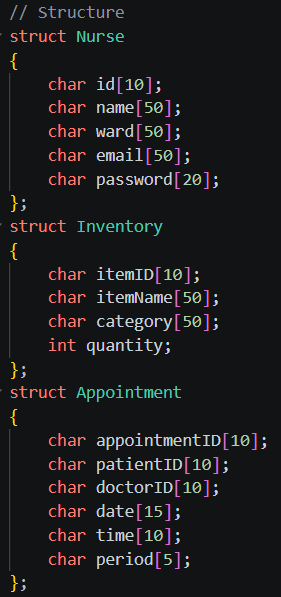 // Structure
struct Nurse
{
    char id[10];
    char name[50];
    char ward[50];
    char email[50];
    char password[20];
};
struct Inventory
{
    char itemID[10];
    char itemName[50];
    char category[50];
    int quantity;
};
struct Appointment
{
    char appointmentID[10];
    char patientID[10];
    char doctorID[10];
    char date[15];
    char time[10];
    char period[5];
};